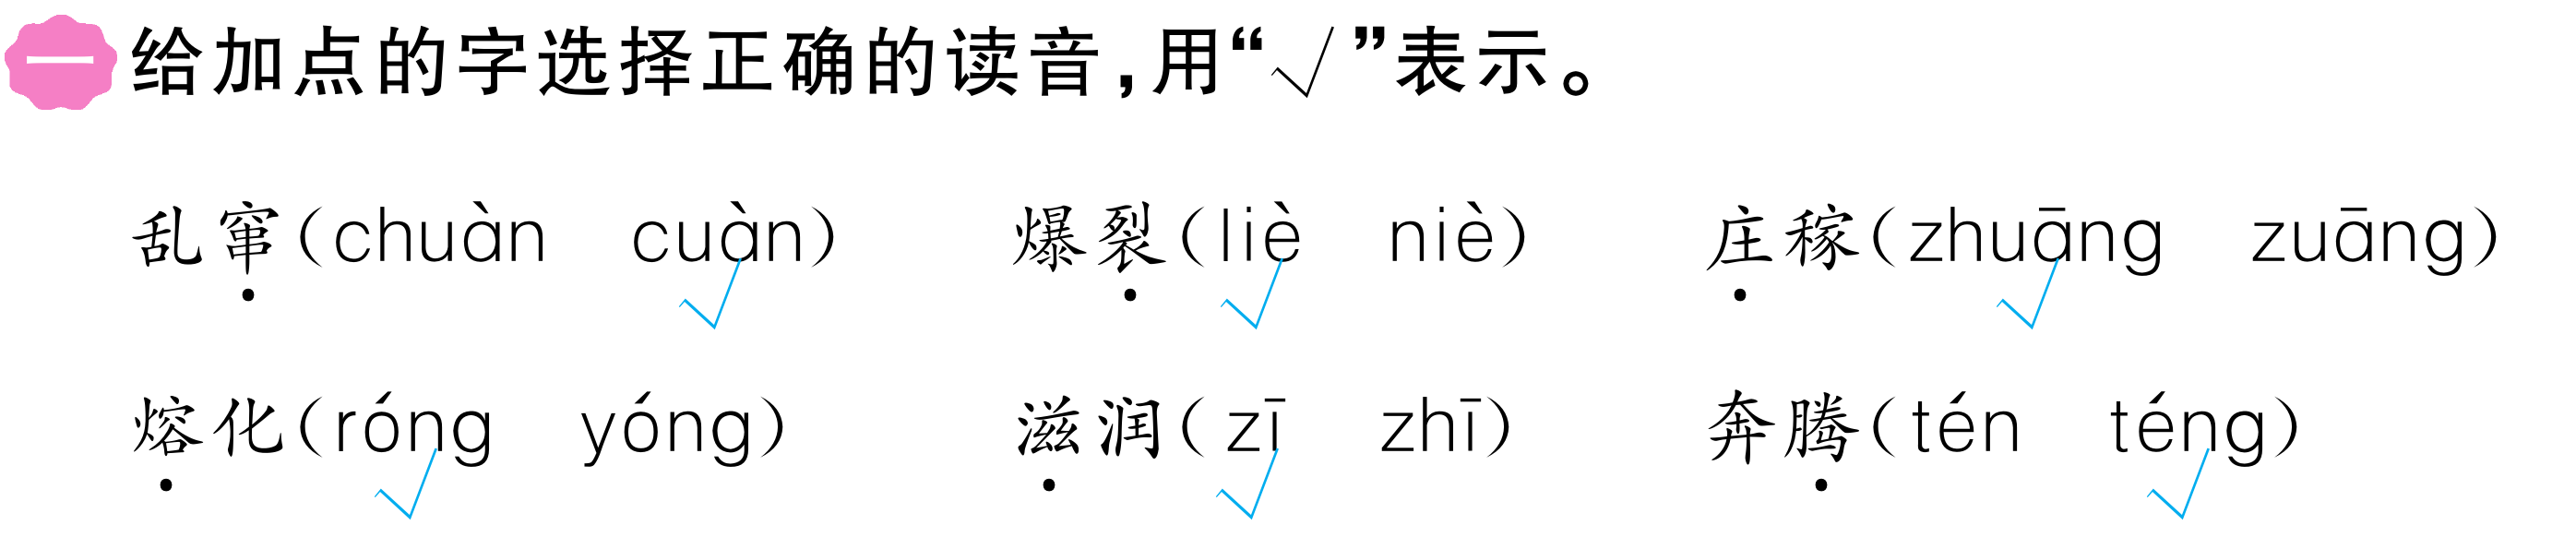 一 给加点的字选择正确的读音,用“√”表示。
乱窜(chuàn cuàn) 爆裂(liè niè) 庄稼(zhuāng zuāng)
熔化(róng yóng) 滋润(zī zhī) 奔腾(tén téng)